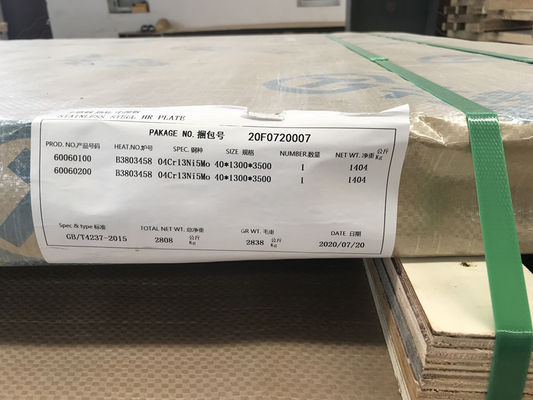 STAINLESS STEEL HR PLATE
PAKAGE NO.捆包号 20F0720007
PROD. NO.产品号码 HEAT.NO.炉号 SPEC. 钢种 SIZE 规格 NUMBER.数量 NET WT. 净重 公斤 Kg
60060100 B3803458 04Cr13Ni5Mo 40*1300*3500 1 1404
60060200 B3803458 04Cr13Ni5Mo 40*1300*3500 1 1404
Spec & type 标准 TOTAL NET WT. 总净重 GR WT. 毛重 DATE 日期
GB/T4237-2015 2808 公斤 Kg 2838 公斤 Kg 2020/07/20